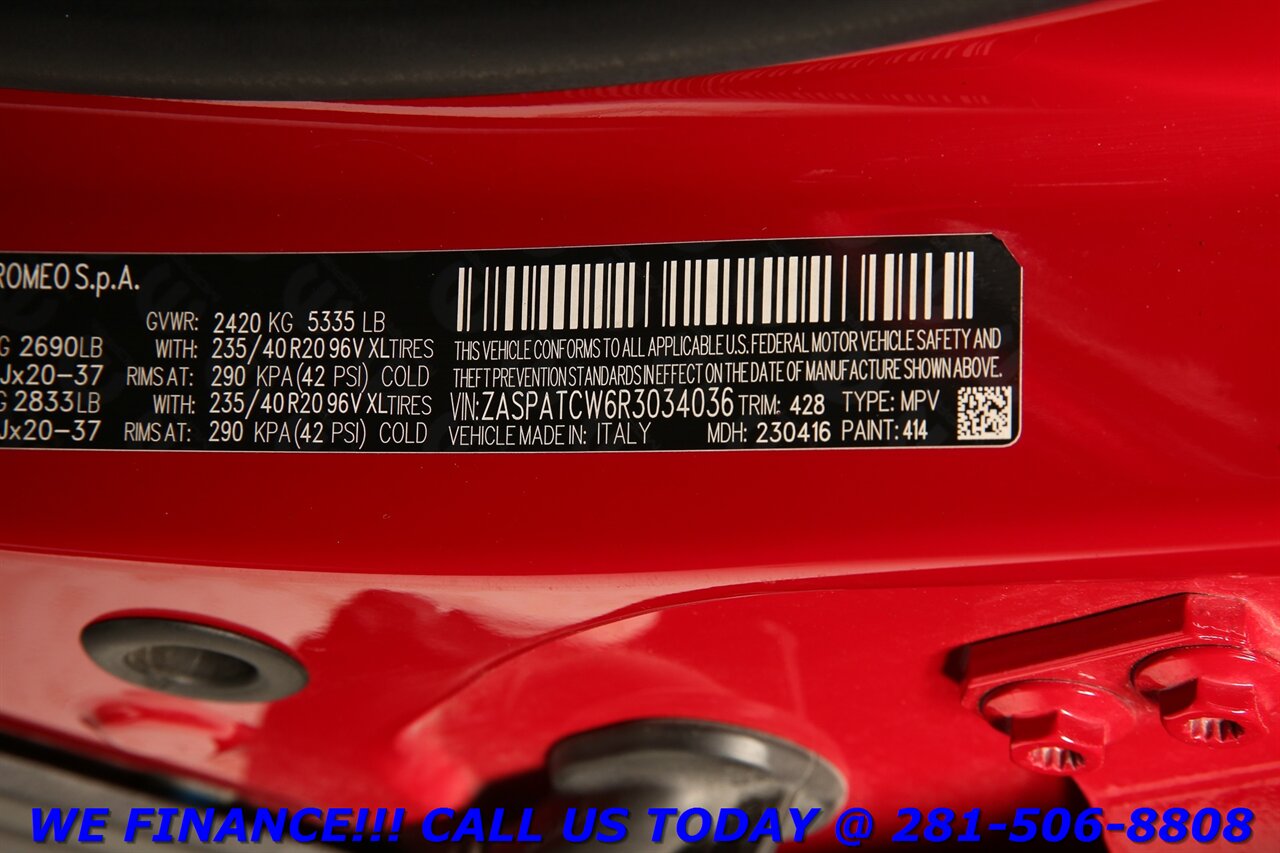 ROMEO S.p.A.
GVWR: 2420 KG 5335 LB
G 2690LB WITH: 235/40 R20 96V XL TIRES
Jx20-37 RIMS AT: 290 KPA (42 PSI) COLD
G 2833LB WITH: 235/40 R20 96V XL TIRES
Jx20-37 RIMS AT: 290 KPA (42 PSI) COLD
THIS VEHICLE CONFORMS TO ALL APPLICABLE U.S. FEDERAL MOTOR VEHICLE SAFETY AND
THEFT PREVENTION STANDARDS IN EFFECT ON THE DATE OF MANUFACTURE SHOWN ABOVE.
VIN: ZASPATCW6R3034036 TRIM: 428 TYPE: MPV
VEHICLE MADE IN: ITALY MDH: 230416 PAINT: 414
WE FINANCE!!! CALL US TODAY @ 281-506-8808